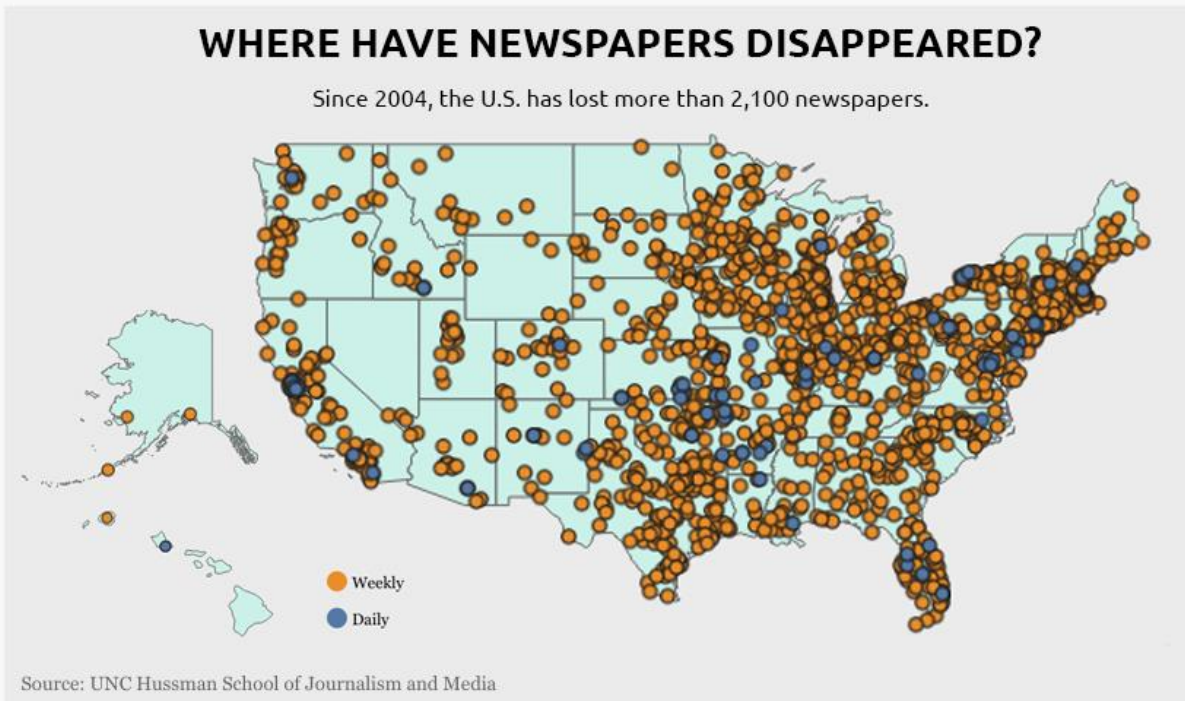 WHERE HAVE NEWSPAPERS DISAPPEARED?
Since 2004, the U.S. has lost more than 2,100 newspapers.
Weekly
Daily
Source: UNC Hussman School of Journalism and Media